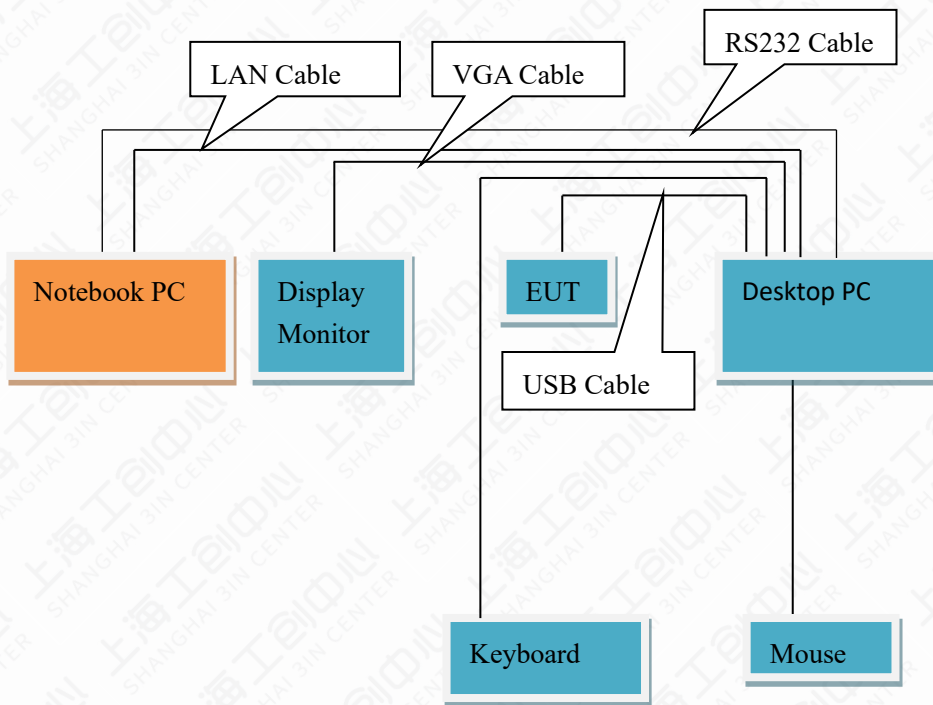 RS232 Cable
LAN Cable
VGA Cable
Notebook PC
Display
Monitor
EUT
Desktop PC
USB Cable
Keyboard
Mouse
上海工创中心
SHANGHAI 3IN CENTER